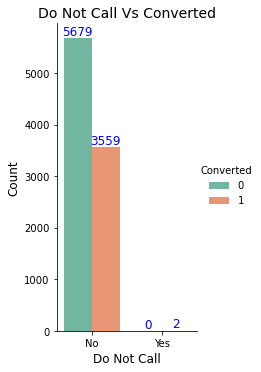 Do Not Call Vs Converted
5679
5000
4000
3559
3000
2000
1000
0
0
2
No
Yes
Count
Do Not Call
Converted
0
1